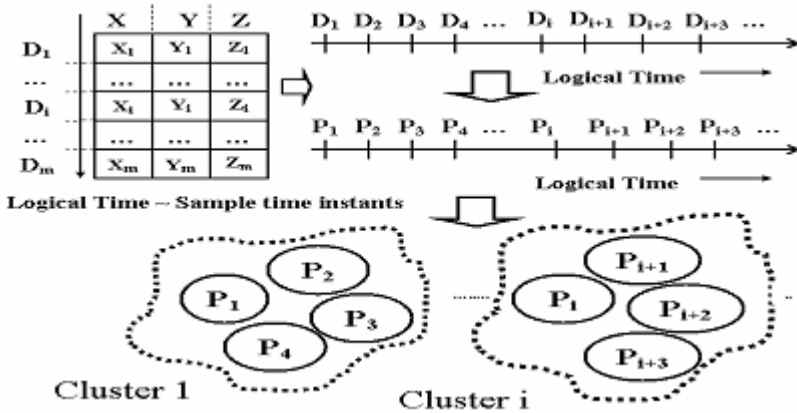 X Y Z
D1 X1 Y1 Z1
... ... ... ...
Di Xi Yi Zi
... ... ... ...
Dm Xm Ym Zm
Logical Time ~ Sample time instants
D1 D2 D3 D4 ... Di Di+1 Di+2 Di+3 ...
Logical Time
P1 P2 P3 P4 ... Pi Pi+1 Pi+2 Pi+3 ...
Logical Time
P1
P2
P3
P4
Cluster 1
Pi
Pi+1
Pi+2
Pi+3
Cluster i